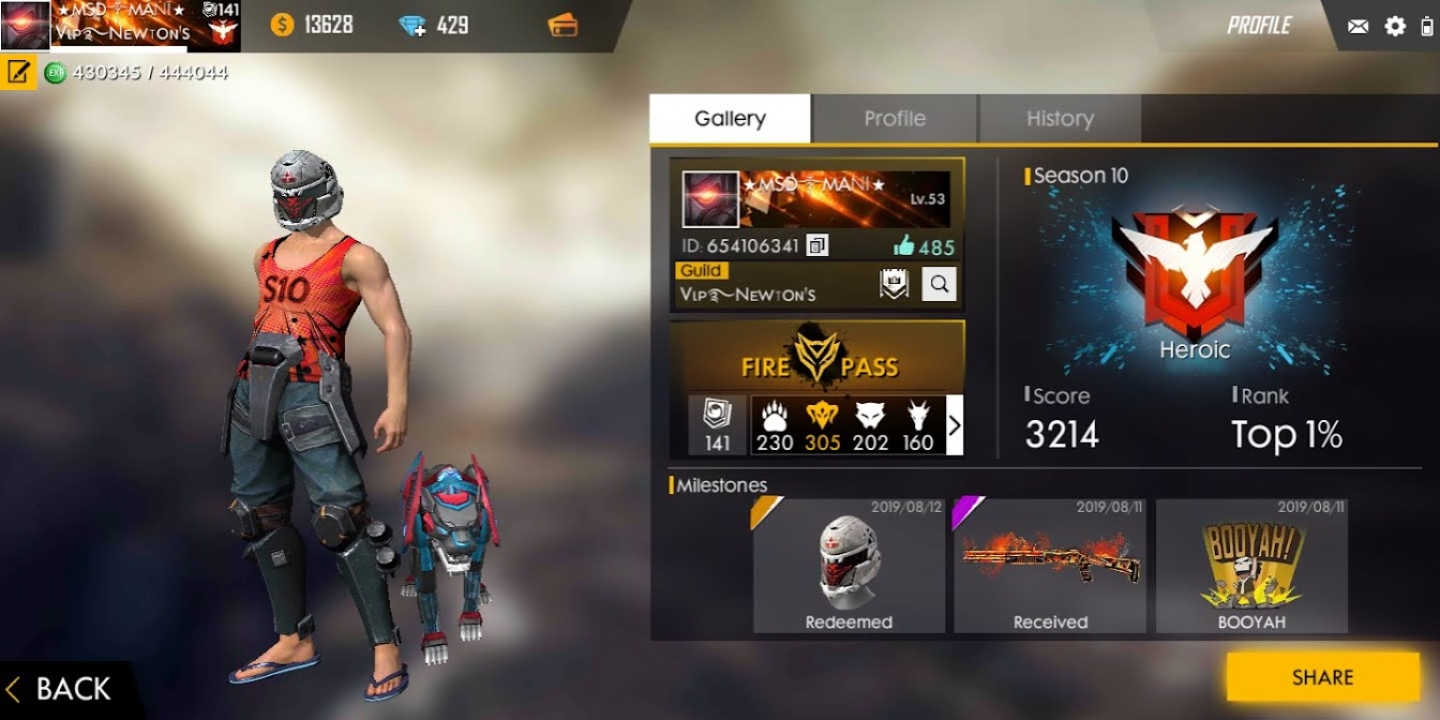 ★MSD MANI★
141
VIP NEWTON'S
13628
429
PROFILE
EXP 430345 / 444044
Gallery
Profile
History
★MSD MANI★
Lv.53
ID: 654106341
485
Guild
VIP NEWTON'S
FIRE PASS
141
230
305
202
160
Season 10
Heroic
Score
Rank
3214
Top 1%
Milestones
2019/08/12
2019/08/11
2019/08/11
BOOYAH!
Redeemed
Received
BOOYAH
S10
BACK
SHARE